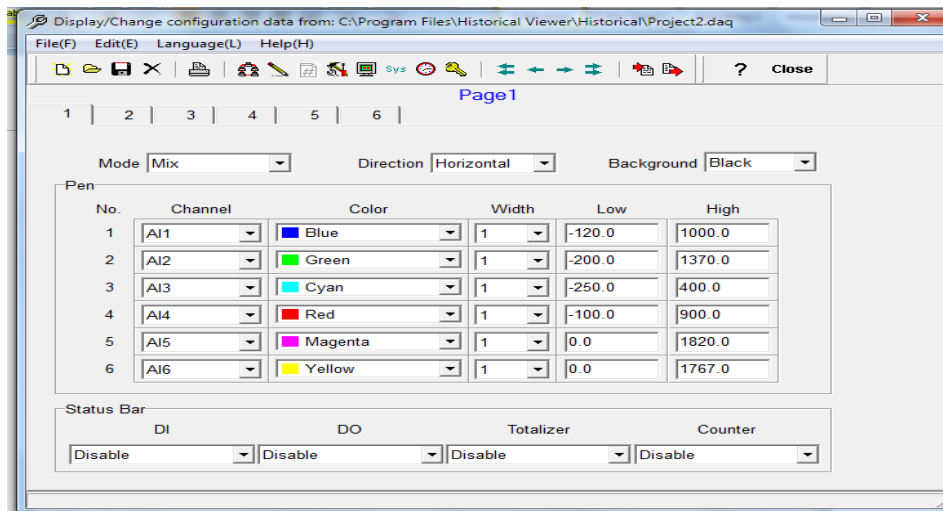 Display/Change configuration data from: C:\Program Files\Historical Viewer\Historical\Project2.daq
File(F) Edit(E) Language(L) Help(H)
Sys ? Close
Page1
1 2 3 4 5 6
Mode Mix Direction Horizontal Background Black
Pen
No. Channel Color Width Low High
1 AI1 Blue 1 -120.0 1000.0
2 AI2 Green 1 -200.0 1370.0
3 AI3 Cyan 1 -250.0 400.0
4 AI4 Red 1 -100.0 900.0
5 AI5 Magenta 1 0.0 1820.0
6 AI6 Yellow 1 0.0 1767.0
Status Bar
DI DO Totalizer Counter
Disable Disable Disable Disable